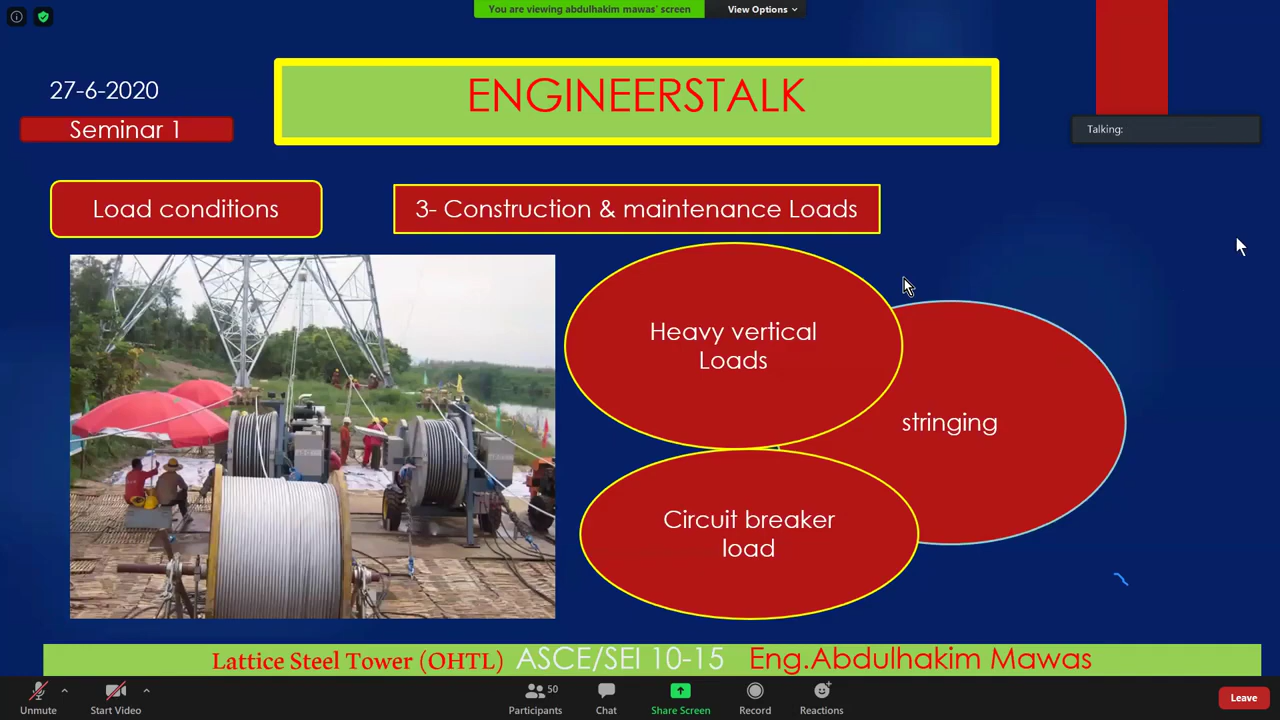 You are viewing abdulhakim mawas' screen
View Options
27-6-2020
ENGINEERSTALK
Seminar 1
Talking:
Load conditions
3- Construction & maintenance Loads
Heavy vertical
Loads
stringing
Circuit breaker
load
Lattice Steel Tower (OHTL) ASCE/SEI 10-15 Eng.Abdulhakim Mawas
Unmute
Start Video
50
Participants
Chat
Share Screen
Record
Reactions
Leave